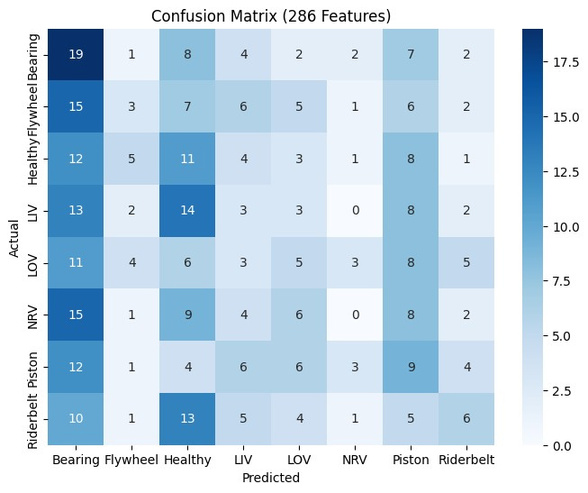 Confusion Matrix (286 Features)
Bearing 19 1 8 4 2 2 7 2
Flywheel 15 3 7 6 5 1 6 2
Healthy 12 5 11 4 3 1 8 1
LIV 13 2 14 3 3 0 8 2
LOV 11 4 6 3 5 3 8 5
NRV 15 1 9 4 6 0 8 2
Piston 12 1 4 6 6 3 9 4
Riderbelt 10 1 13 5 4 1 5 6
Actual
Bearing Flywheel Healthy LIV LOV NRV Piston Riderbelt
Predicted
17.5
15.0
12.5
10.0
7.5
5.0
2.5
0.0